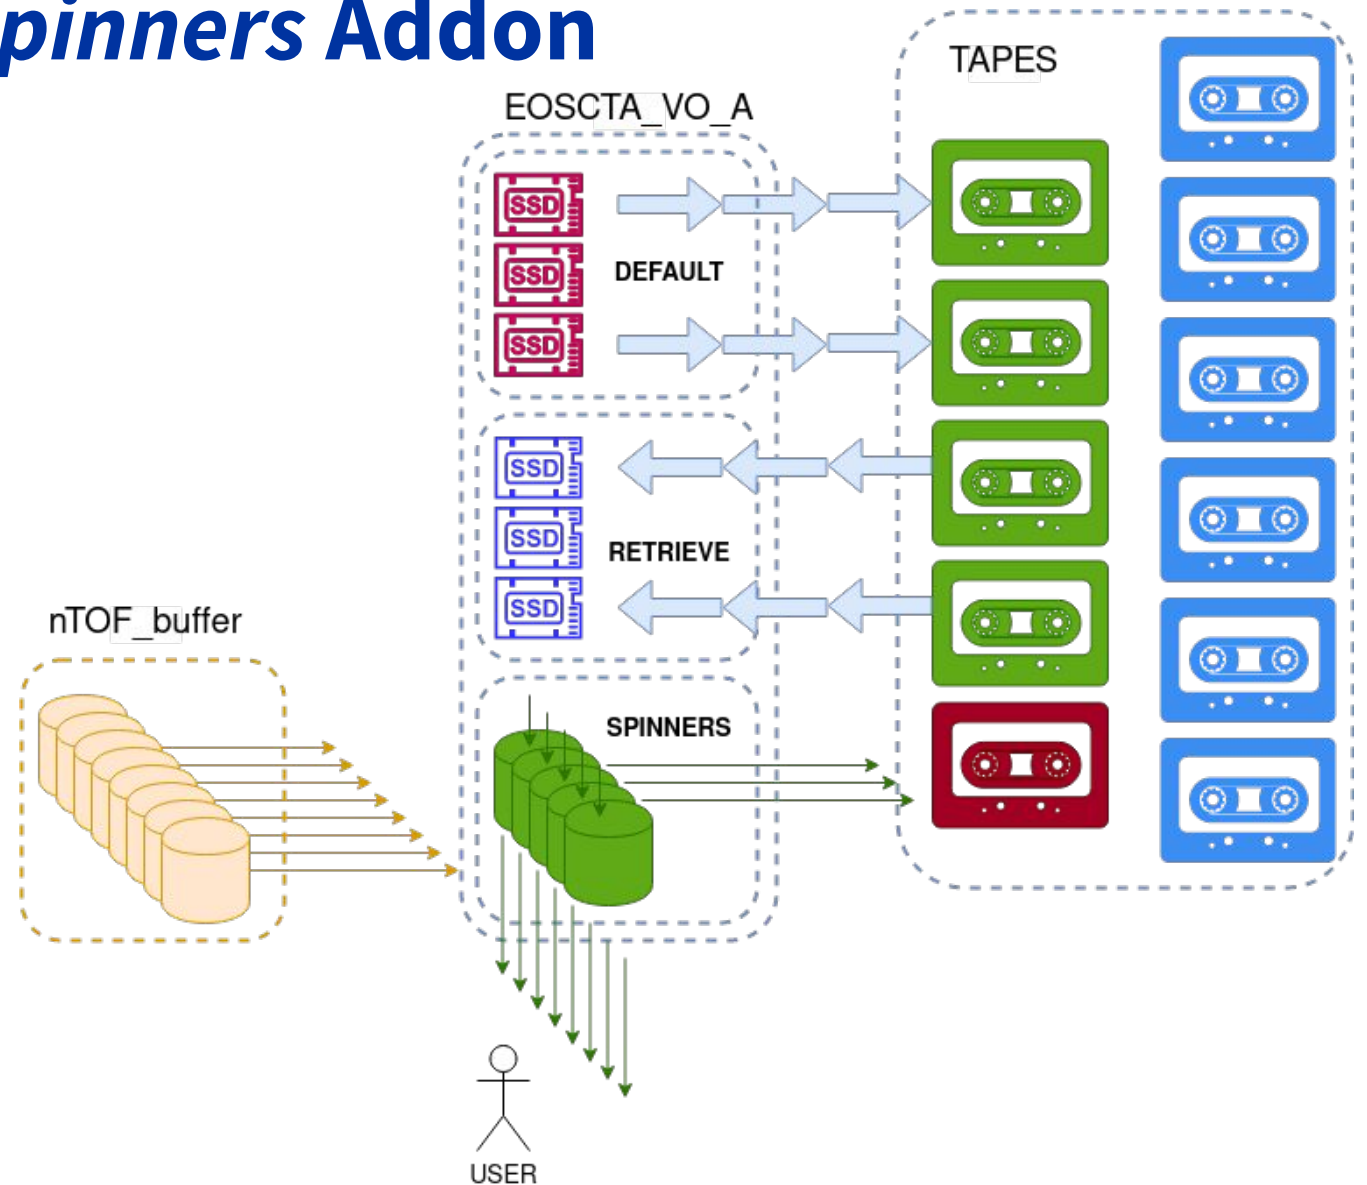 pinners Addon
EOSCTA_VO_A
TAPES
SSD
SSD
DEFAULT
SSD
SSD
SSD
RETRIEVE
SSD
nTOF_buffer
SPINNERS
USER